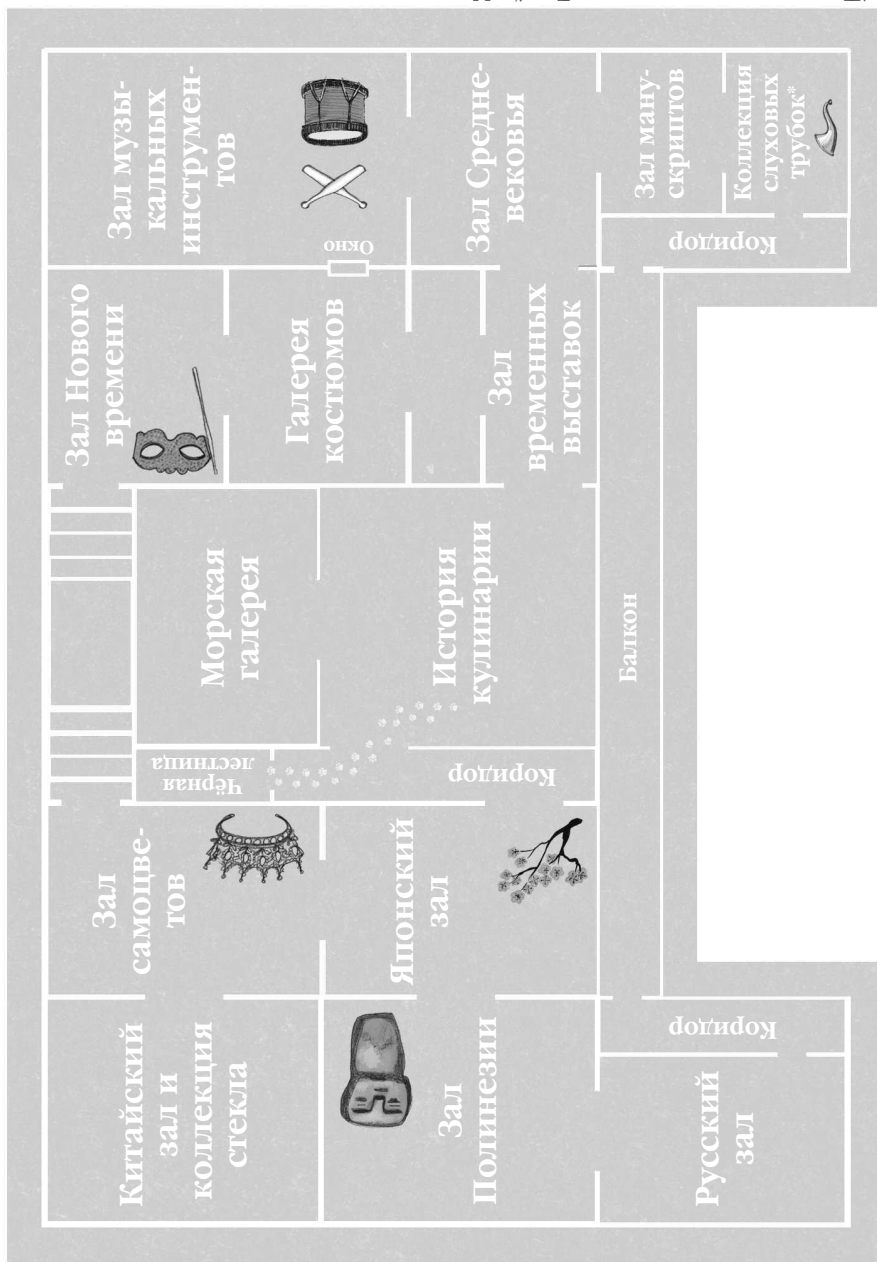 Китайский
зал и
коллекция
стекла
Зал
самоцве-
тов
Зал Нового
времени
Зал музы-
кальных
инструмен-
тов
Чёрная
лестница
Морская
галерея
Галерея
костюмов
Окно
Зал
Полинезии
Японский
зал
Коридор
История
кулинарии
Зал
временных
выставок
Зал Средне-
вековья
Балкон
Русский
зал
Коридор
Коридор
Зал ману-
скриптов
Коллекция
слуховых
трубок*